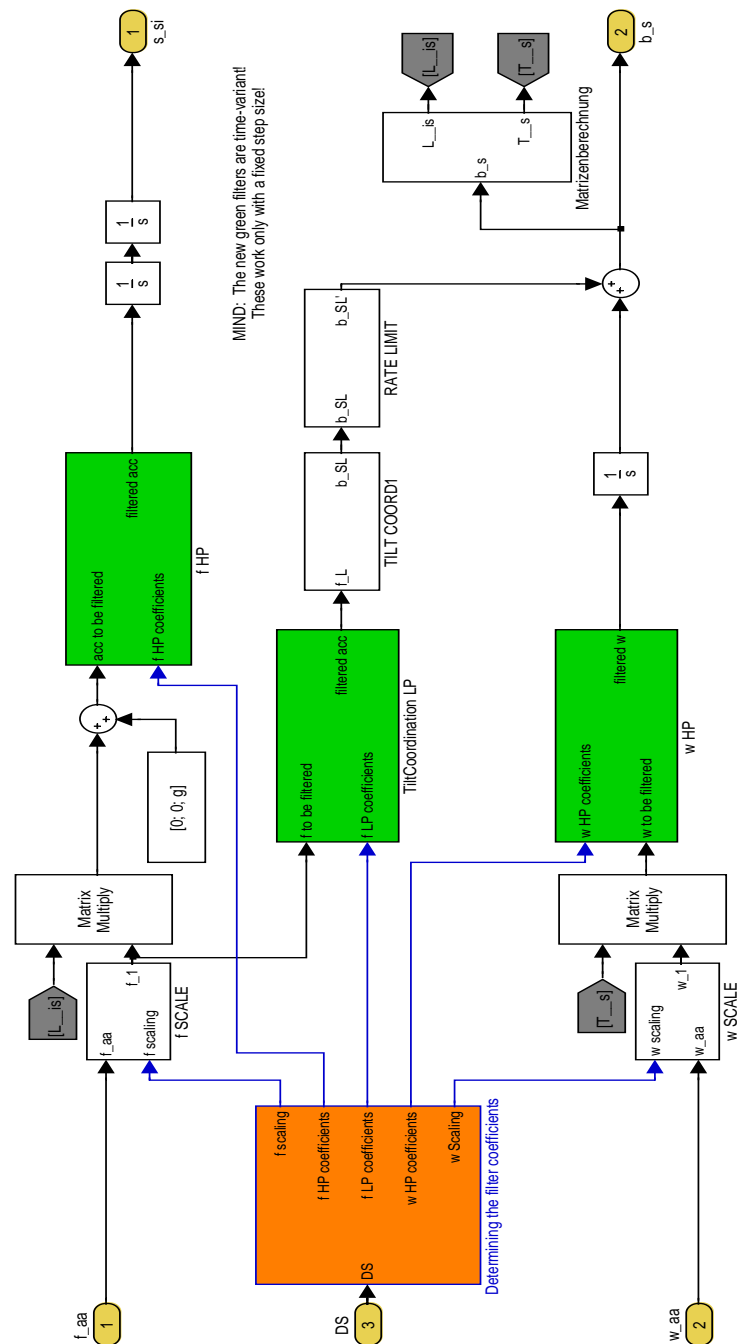 f_aa
1
[L__is]
f_aa
f_1
f scaling
f SCALE
Matrix
Multiply
[0; 0; g]
+
+
acc to be filtered
filtered acc
f HP coefficients
f HP
1
s
1
s
1
s_si
MIND: The new green filters are time-variant!
These work only with a fixed step size!
DS
3
DS
f scaling
f HP coefficients
f LP coefficients
w HP coefficients
w Scaling
Determining the filter coefficients
f to be filtered
filtered acc
f LP coefficients
TiltCoordination LP
f_L
b_SL
TILT COORD1
b_SL
b_SL'
RATE LIMIT
b_s
L__is
T__s
Matrizenberechnung
[L__is]
[T__s]
w_aa
2
[T__s]
w scaling
w_1
w_aa
w SCALE
Matrix
Multiply
w HP coefficients
filtered w
w to be filtered
w HP
1
s
+
+
2
b_s